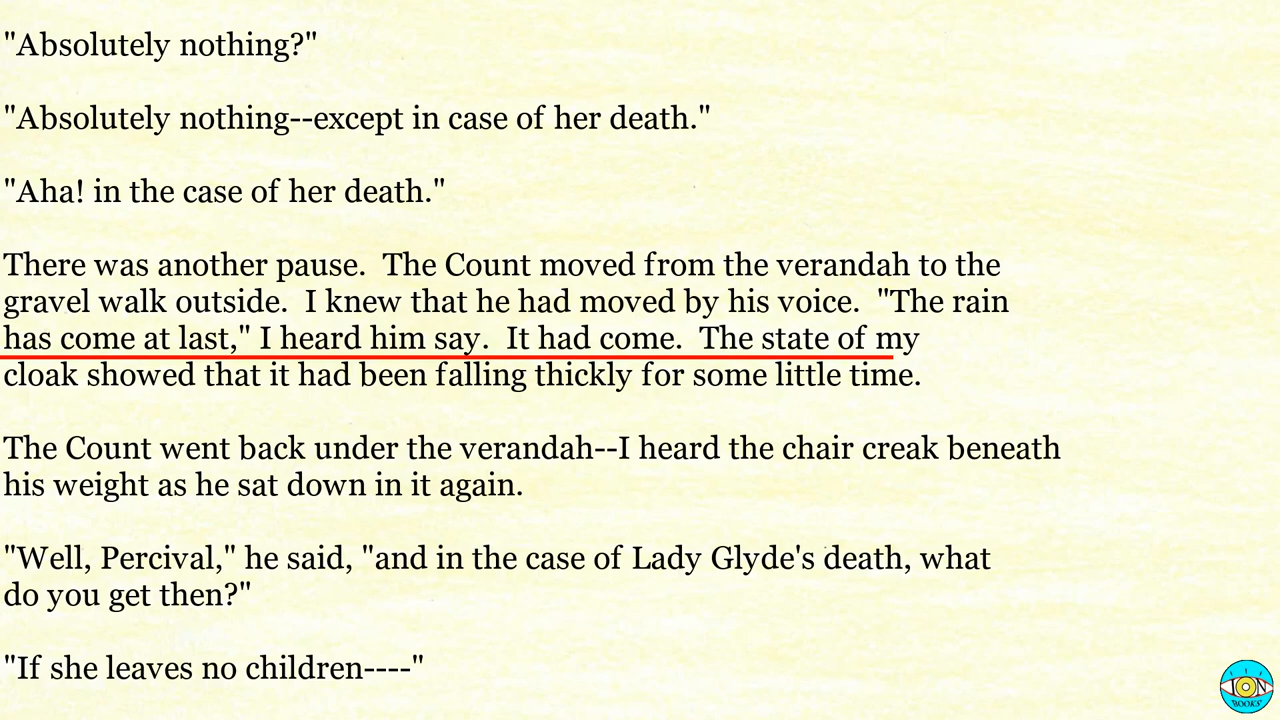 "Absolutely nothing?"
"Absolutely nothing--except in case of her death."
"Aha! in the case of her death."
There was another pause.  The Count moved from the verandah to the
gravel walk outside.  I knew that he had moved by his voice.  "The rain
has come at last," I heard him say.  It had come.  The state of my
cloak showed that it had been falling thickly for some little time.
The Count went back under the verandah--I heard the chair creak beneath
his weight as he sat down in it again.
"Well, Percival," he said, "and in the case of Lady Glyde's death, what
do you get then?"
"If she leaves no children----"
ION
BOOKS